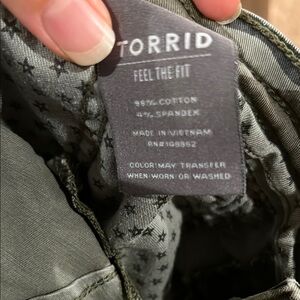 TORRID
FEEL THE FIT
96% COTTON
4% SPANDEX
MADE IN VIETNAM
RN#148862
COLOR MAY TRANSFER
WHEN WORN OR WASHED